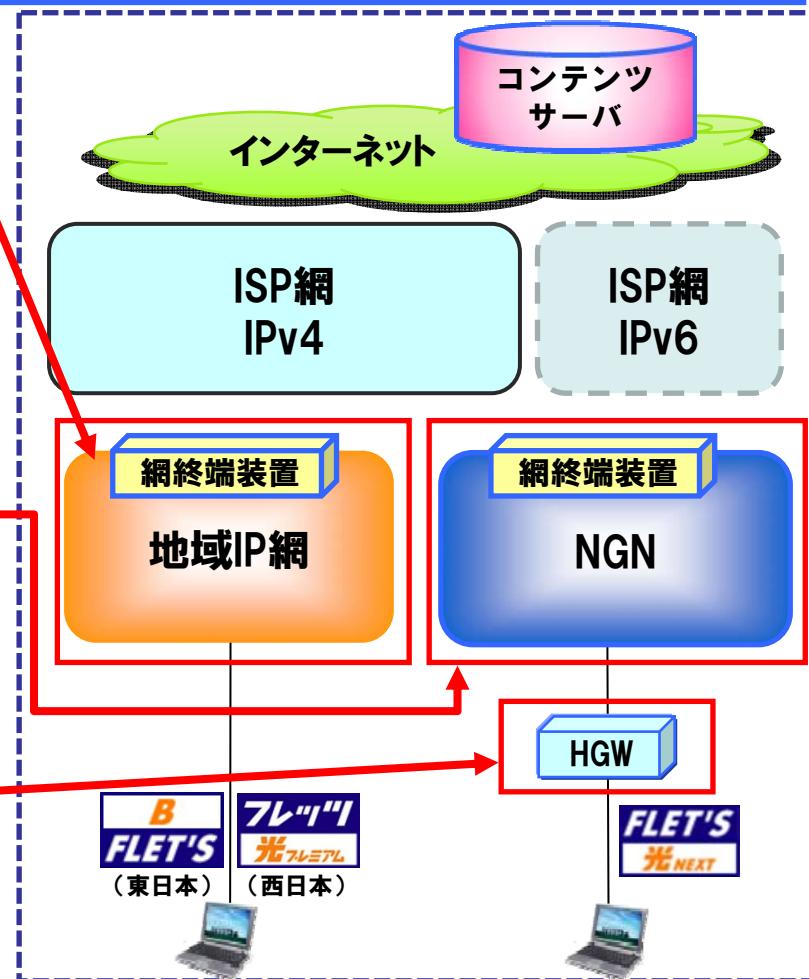 コンテンツ
サーバ
インターネット
ISP網
IPv4
ISP網
IPv6
網終端装置
地域IP網
網終端装置
NGN
HGW
B
FLET'S
（東日本）
フレッツ
光プレミアム
（西日本）
FLET'S
光NEXT